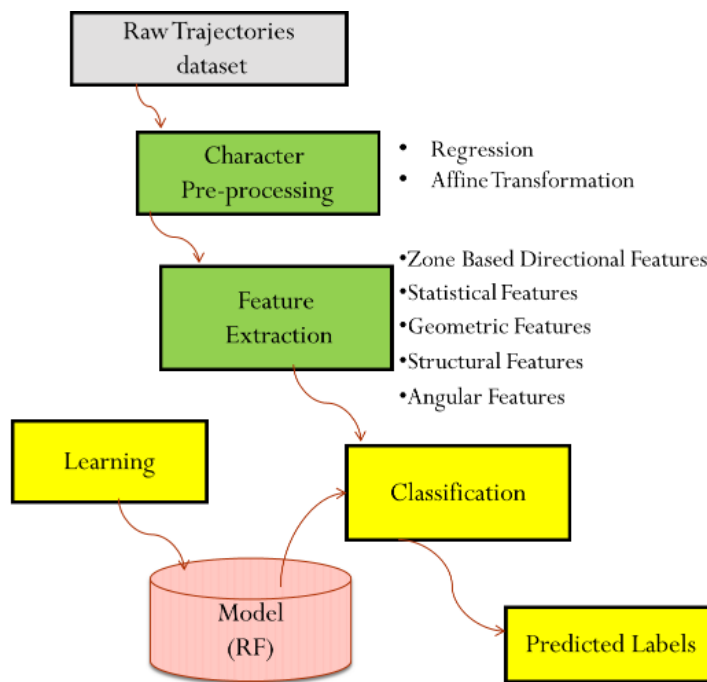 Raw Trajectories
dataset
Character
Pre-processing
• Regression
• Affine Transformation
Feature
Extraction
•Zone Based Directional Features
•Statistical Features
•Geometric Features
•Structural Features
•Angular Features
Learning
Classification
Model
(RF)
Predicted Labels